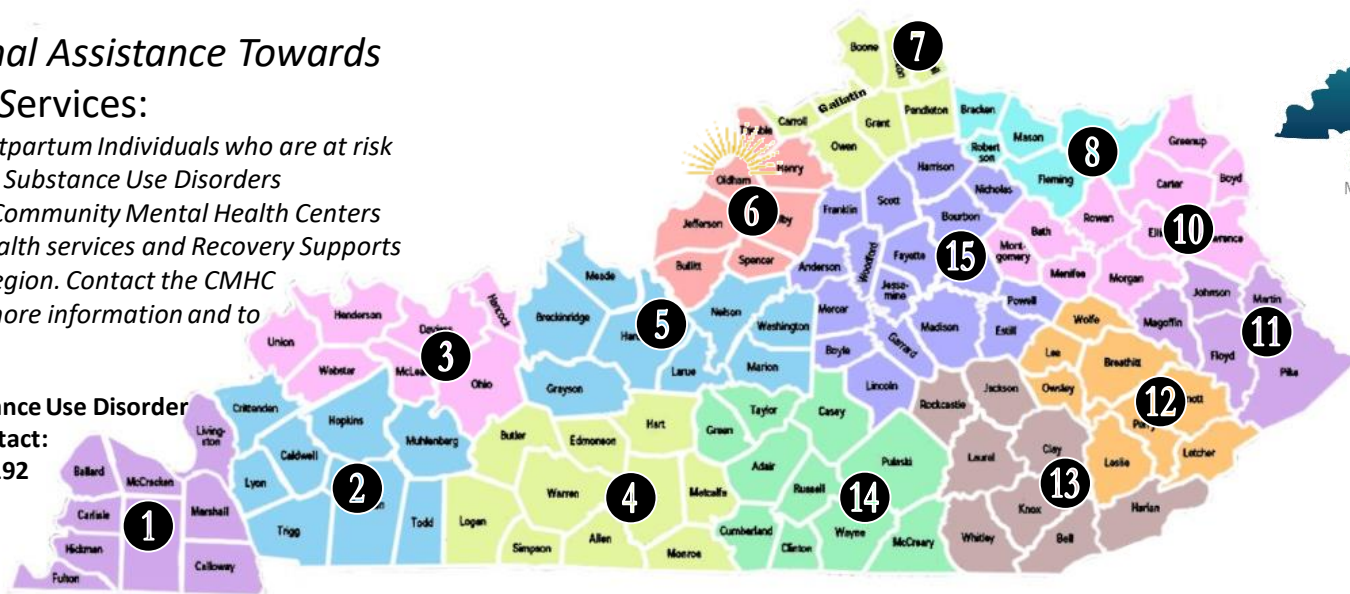 nal Assistance Towards
Services:
tpartum Individuals who are at risk
Substance Use Disorders
Community Mental Health Centers
alth services and Recovery Supports
egion. Contact the CMHC
nore information and to
ance Use Disorder
tact:
192
Boone
7
Gallatin
Carroll
Grant
Pendleton
Owen
Bracken
Mason
Robert
son
8
Fleming
Greenup
Carter
Boyd
Rowan
10
Bath
Mont-
gomery
Menifee
Morgan
Henry
Oldham
Jefferson
6
Bullitt
Spencer
Harrison
Nicholas
Scott
Franklin
Bourbon
Fayette
15
Woodford
Anderson
Jessa-
mine
Mercer
Madison
Powell
Estill
Boyle
Garrard
Lincoln
Johnson
Martin
Magoffin
11
Floyd
Pike
Meade
Breckinridge
5
Nelson
Washington
Larue
Marion
Grayson
Hancock
Henderson
Union
3
Webster
Ohio
Wolfe
Lee
Breathitt
Owsley
12
Leslie
Letcher
Crittenden
Hopkins
Caldwell
Muhlenberg
Lyon
2
Trigg
Todd
Living-
ston
Ballard
McCracken
Carlisle
1
Marshall
Hickman
Fulton
Calloway
Butler
Edmonson
Hart
Warren
4
Metcalfe
Logan
Simpson
Allen
Monroe
Taylor
Green
Casey
Adair
Pulaski
Russell
14
Cumberland
Clinton
Wayne
McCreary
Rockcastle
Jackson
Laurel
Clay
13
Knox
Whitley
Bell
Harlan